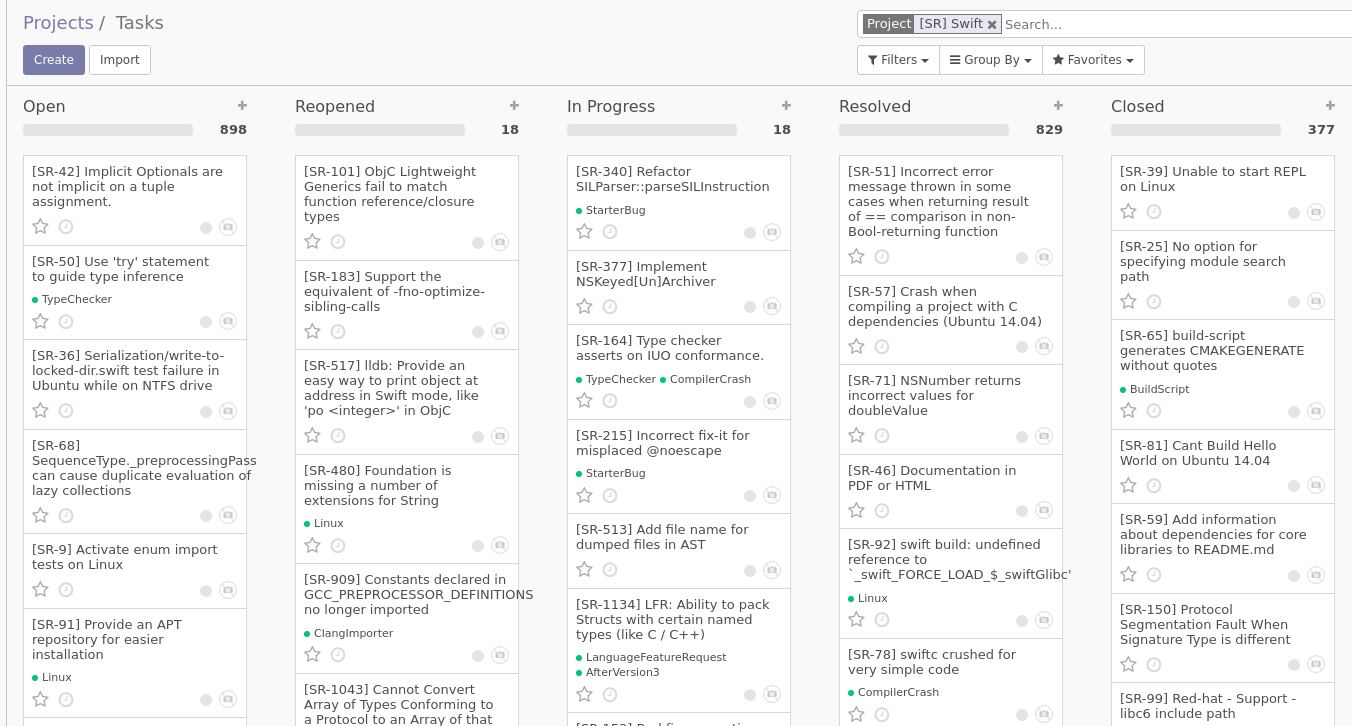 Projects / Tasks
Project [SR] Swift ✖ Search...
Create Import
Filters Group By Favorites
Open +
898
[SR-42] Implicit Optionals are
not implicit on a tuple
assignment.
[SR-50] Use 'try' statement
to guide type inference
TypeChecker
[SR-36] Serialization/write-to-
locked-dir.swift test failure in
Ubuntu while on NTFS drive
[SR-68]
SequenceType._preprocessingPass
can cause duplicate evaluation of
lazy collections
[SR-9] Activate enum import
tests on Linux
[SR-91] Provide an APT
repository for easier
installation
Linux
Reopened +
18
[SR-101] ObjC Lightweight
Generics fail to match
function reference/closure
types
[SR-183] Support the
equivalent of -fno-optimize-
sibling-calls
[SR-517] lldb: Provide an
easy way to print object at
address in Swift mode, like
'po <integer>' in ObjC
[SR-480] Foundation is
missing a number of
extensions for String
Linux
[SR-909] Constants declared in
GCC_PREPROCESSOR_DEFINITIONS
no longer imported
ClangImporter
[SR-1043] Cannot Convert
Array of Types Conforming to
a Protocol to an Array of that
In Progress +
18
[SR-340] Refactor
SILParser::parseSILInstruction
StarterBug
[SR-377] Implement
NSKeyed[Un]Archiver
[SR-164] Type checker
asserts on IUO conformance.
TypeChecker CompilerCrash
[SR-215] Incorrect fix-it for
misplaced @noescape
StarterBug
[SR-513] Add file name for
dumped files in AST
[SR-1134] LFR: Ability to pack
Structs with certain named
types (like C / C++)
LanguageFeatureRequest
AfterVersion3
Resolved +
829
[SR-51] Incorrect error
message thrown in some
cases when returning result
of == comparison in non-
Bool-returning function
[SR-57] Crash when
compiling a project with C
dependencies (Ubuntu 14.04)
[SR-71] NSNumber returns
incorrect values for
doubleValue
[SR-46] Documentation in
PDF or HTML
[SR-92] swift build: undefined
reference to
`_swift_FORCE_LOAD_$_swiftGlibc'
Linux
[SR-78] swiftc crushed for
very simple code
CompilerCrash
Closed +
377
[SR-39] Unable to start REPL
on Linux
[SR-25] No option for
specifying module search
path
[SR-65] build-script
generates CMAKEGENERATE
without quotes
BuildScript
[SR-81] Cant Build Hello
World on Ubuntu 14.04
[SR-59] Add information
about dependencies for core
libraries to README.md
[SR-150] Protocol
Segmentation Fault When
Signature Type is different
[SR-99] Red-hat - Support -
libc6 include path